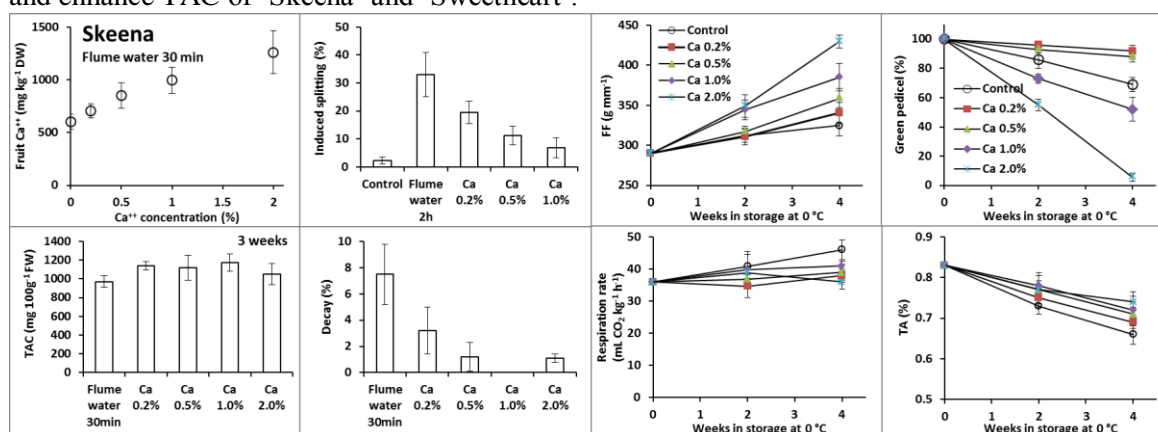 and enhance TAC of 'Skeena' and 'Sweetheart'.
Skeena
Flume water 30 min
Fruit Ca⁺⁺ (mg kg⁻¹ DW)
1500
1000
500
0
0
0.5
1
1.5
2
Ca⁺⁺ concentration (%)
Induced splitting (%)
50
40
30
20
10
0
Control
Flume water 2h
Ca 0.2%
Ca 0.5%
Ca 1.0%
FF (g mm⁻¹)
450
400
350
300
250
Control
Ca 0.2%
Ca 0.5%
Ca 1.0%
Ca 2.0%
0
1
2
3
4
Weeks in storage at 0 °C
Green pedicel (%)
100
80
60
40
20
0
Control
Ca 0.2%
Ca 0.5%
Ca 1.0%
Ca 2.0%
0
1
2
3
4
Weeks in storage at 0 °C
3 weeks
TAC (mg 100g⁻¹ FW)
1400
1200
1000
800
600
400
200
0
Flume water 30min
Ca 0.2%
Ca 0.5%
Ca 1.0%
Ca 2.0%
Decay (%)
10
8
6
4
2
0
Flume water 30min
Ca 0.2%
Ca 0.5%
Ca 1.0%
Ca 2.0%
Respiration rate
(mL CO₂ kg⁻¹ h⁻¹)
50
40
30
20
10
0
0
1
2
3
4
Weeks in storage at 0 °C
TA (%)
0.9
0.8
0.7
0.6
0.5
0
1
2
3
4
Weeks in storage at 0 °C